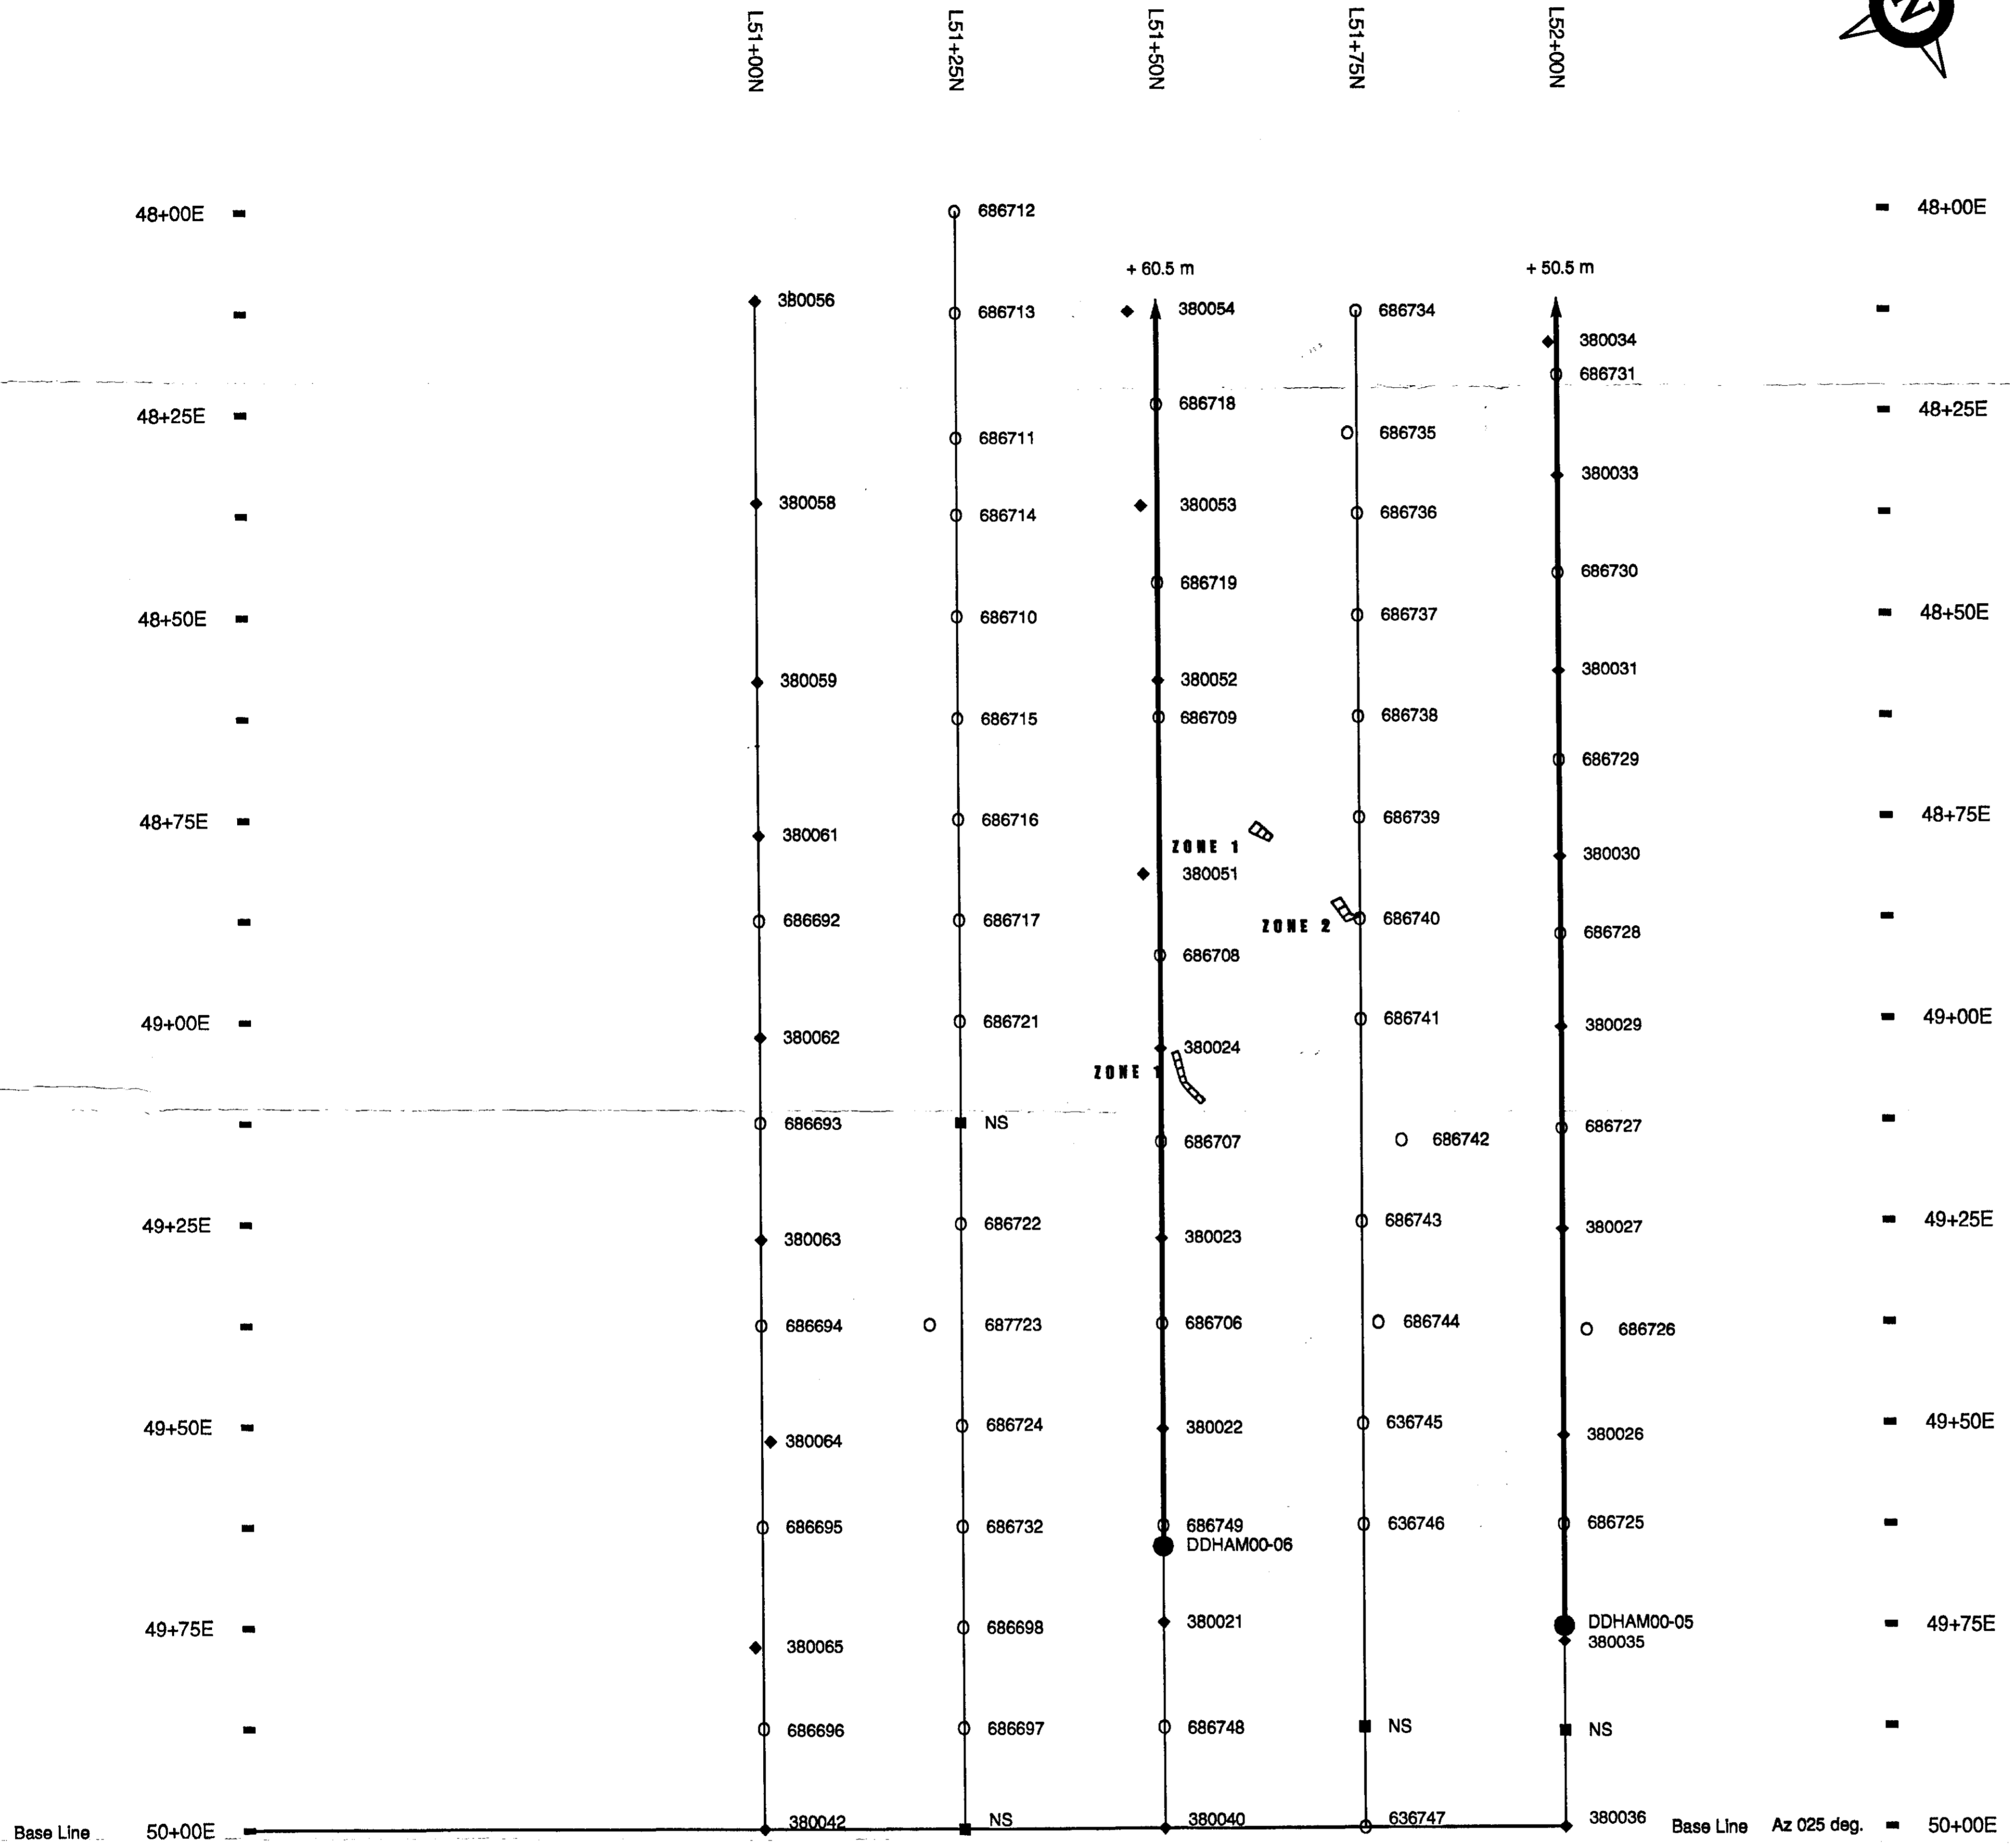 L51+00N L51+25N L51+50N L51+75N L52+00N
N
48+00E 686712 48+00E
+ 60.5 m + 50.5 m
380056 686713 380054 686734
380034
686731
48+25E 686718 48+25E
686711 686735
380033
380058 686714 380053 686736
686719 686730
48+50E 686710 686737 48+50E
380059 380052 380031
686715 686709 686738
686729
48+75E 686716 686739 48+75E
380061 ZONE 1 380030
380051
686692 686717 ZONE 2 686740 686728
686708
49+00E 686721 686741 49+00E
380062 380024 380029
ZONE 1
686693 NS 686707 686742 686727
49+25E 686722 686743 49+25E
380063 380023 380027
686694 687723 686706 686744 686726
49+50E 686724 380022 636745 49+50E
380064 380026
686695 686732 686749 636746 686725
DDHAM00-06
49+75E 686698 380021 DDHAM00-05 49+75E
380065 380035
686696 686697 686748 NS NS
380042 NS 380040 636747 380036
Base Line 50+00E Base Line Az 025 deg. 50+00E